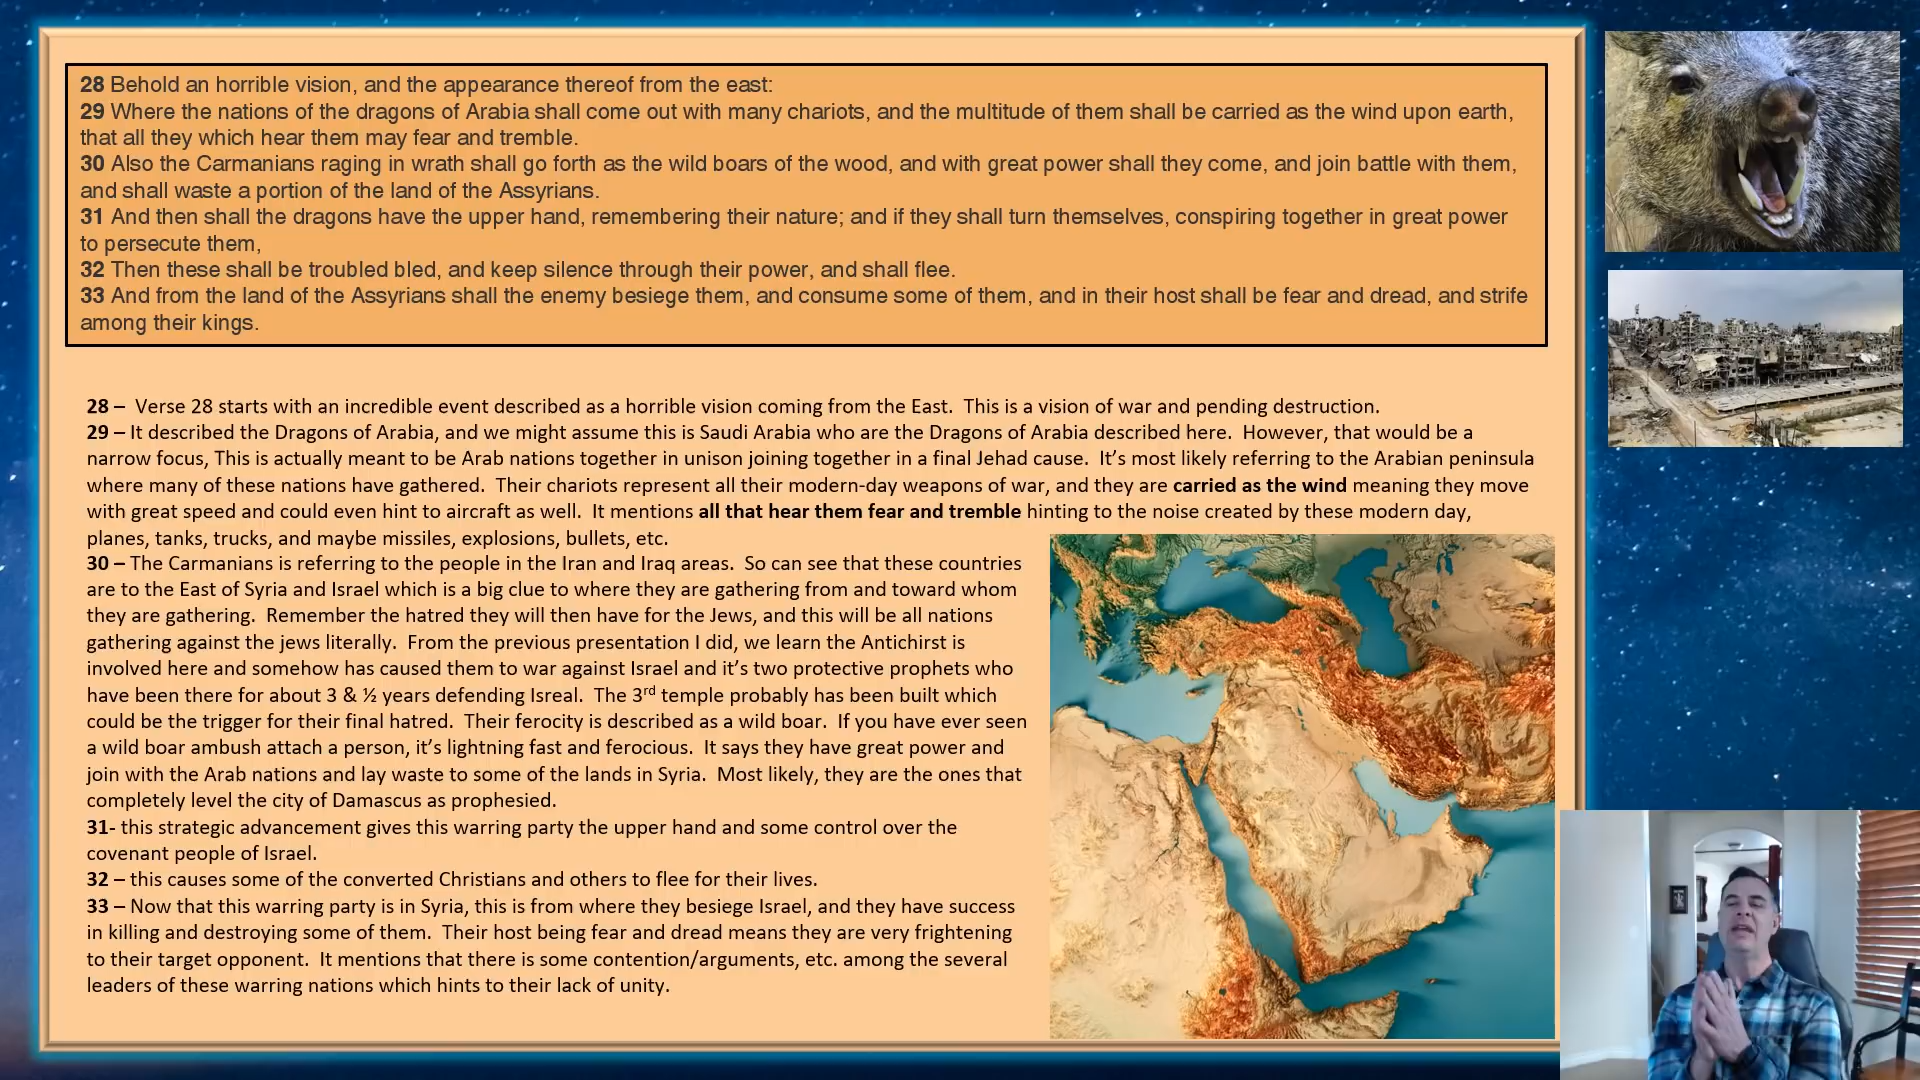 28 Behold an horrible vision, and the appearance thereof from the east:
29 Where the nations of the dragons of Arabia shall come out with many chariots, and the multitude of them shall be carried as the wind upon earth,
that all they which hear them may fear and tremble.
30 Also the Carmanians raging in wrath shall go forth as the wild boars of the wood, and with great power shall they come, and join battle with them,
and shall waste a portion of the land of the Assyrians.
31 And then shall the dragons have the upper hand, remembering their nature; and if they shall turn themselves, conspiring together in great power
to persecute them,
32 Then these shall be troubled bled, and keep silence through their power, and shall flee.
33 And from the land of the Assyrians shall the enemy besiege them, and consume some of them, and in their host shall be fear and dread, and strife
among their kings.
28 – Verse 28 starts with an incredible event described as a horrible vision coming from the East. This is a vision of war and pending destruction.
29 – It described the Dragons of Arabia, and we might assume this is Saudi Arabia who are the Dragons of Arabia described here. However, that would be a
narrow focus, This is actually meant to be Arab nations together in unison joining together in a final Jehad cause. It’s most likely referring to the Arabian peninsula
where many of these nations have gathered. Their chariots represent all their modern-day weapons of war, and they are carried as the wind meaning they move
with great speed and could even hint to aircraft as well. It mentions all that hear them fear and tremble hinting to the noise created by these modern day,
planes, tanks, trucks, and maybe missiles, explosions, bullets, etc.
30 – The Carmanians is referring to the people in the Iran and Iraq areas. So can see that these countries
are to the East of Syria and Israel which is a big clue to where they are gathering from and toward whom
they are gathering. Remember the hatred they will then have for the Jews, and this will be all nations
gathering against the jews literally. From the previous presentation I did, we learn the Antichirst is
involved here and somehow has caused them to war against Israel and it’s two protective prophets who
have been there for about 3 & ½ years defending Isreal. The 3rd temple probably has been built which
could be the trigger for their final hatred. Their ferocity is described as a wild boar. If you have ever seen
a wild boar ambush attach a person, it’s lightning fast and ferocious. It says they have great power and
join with the Arab nations and lay waste to some of the lands in Syria. Most likely, they are the ones that
completely level the city of Damascus as prophesied.
31- this strategic advancement gives this warring party the upper hand and some control over the
covenant people of Israel.
32 – this causes some of the converted Christians and others to flee for their lives.
33 – Now that this warring party is in Syria, this is from where they besiege Israel, and they have success
in killing and destroying some of them. Their host being fear and dread means they are very frightening
to their target opponent. It mentions that there is some contention/arguments, etc. among the several
leaders of these warring nations which hints to their lack of unity.